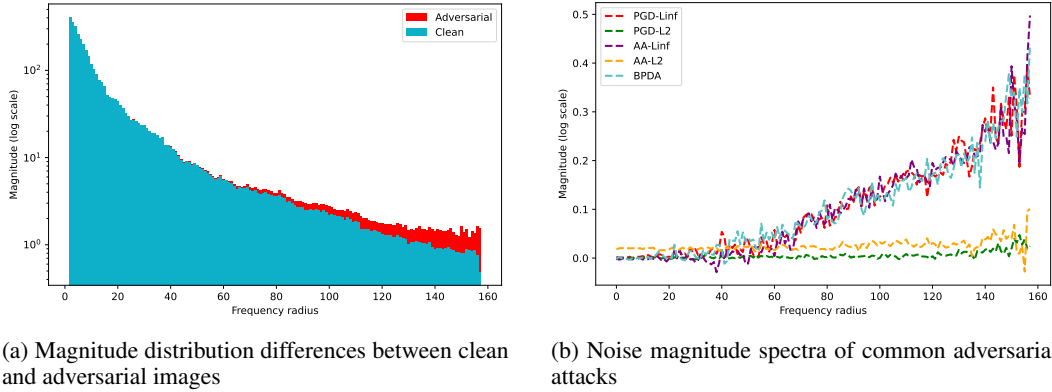 Adversarial
Clean
Magnitude (log scale)
10²
10¹
10⁰
0 20 40 60 80 100 120 140 160
Frequency radius
PGD-Linf
PGD-L2
AA-Linf
AA-L2
BPDA
Magnitude (log scale)
0.5
0.4
0.3
0.2
0.1
0.0
0 20 40 60 80 100 120 140 160
Frequency radius
(a) Magnitude distribution differences between clean
and adversarial images
(b) Noise magnitude spectra of common adversaria
attacks